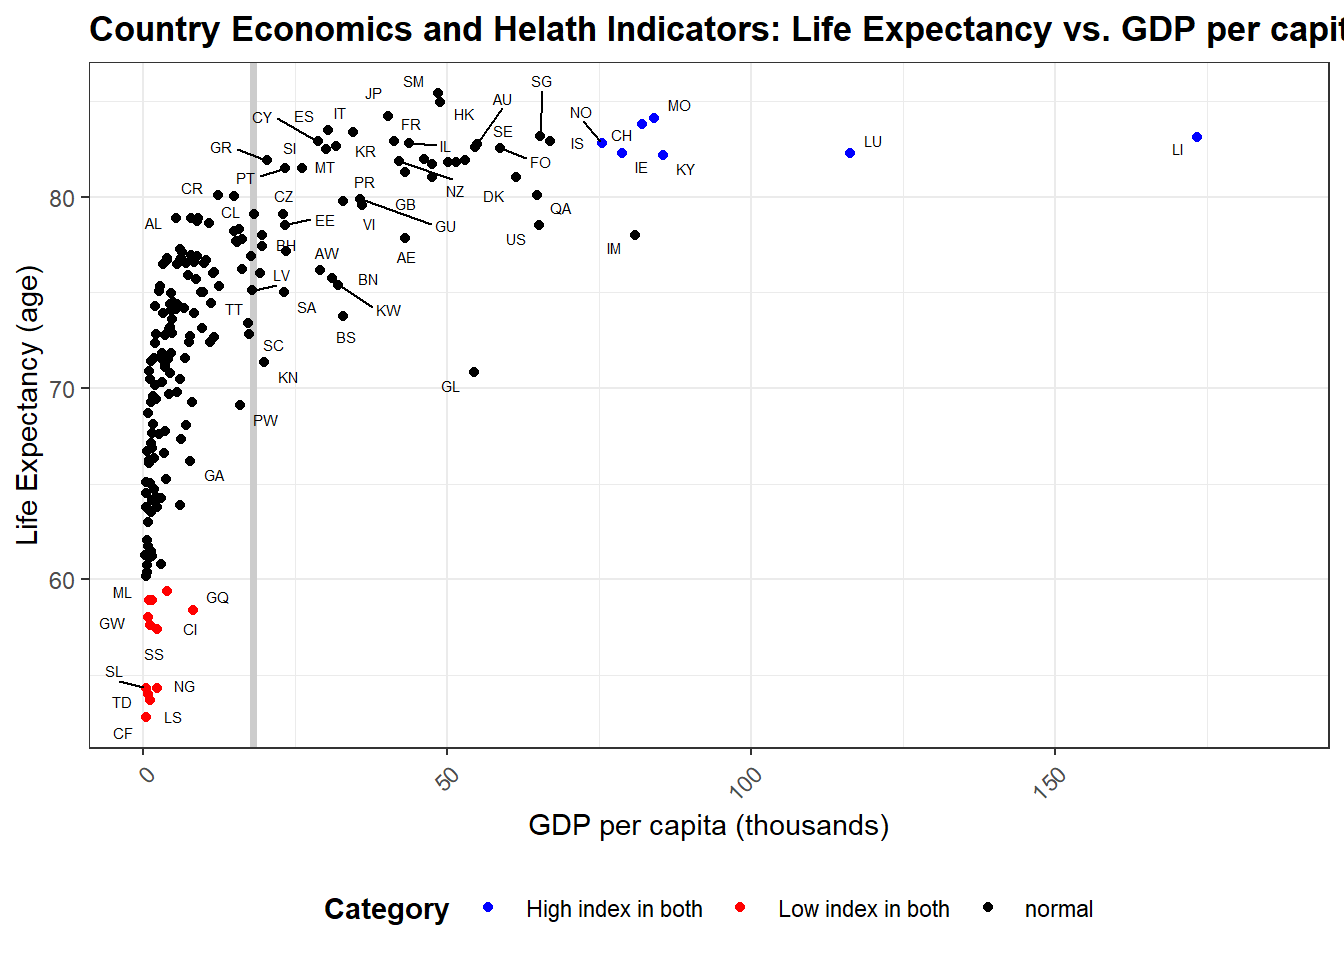 Country Economics and Helath Indicators: Life Expectancy vs. GDP per capit
Life Expectancy (age)
80
70
60
SM
SG
JP
AU
MO
CY
ES
IT
HK
NO
FR
SE
CH
LU
GR
SI
KR
IL
IS
LI
PT
MT
FO
IE
KY
CR
PR
NZ
DK
CZ
GB
QA
AL
CL
EE
VI
GU
US
BH
AW
AE
IM
LV
BN
TT
SA
KW
BS
SC
KN
GL
PW
GA
ML
GQ
GW
CI
SS
SL
NG
TD
LS
CF
0
50
100
150
GDP per capita (thousands)
Category
High index in both
Low index in both
normal